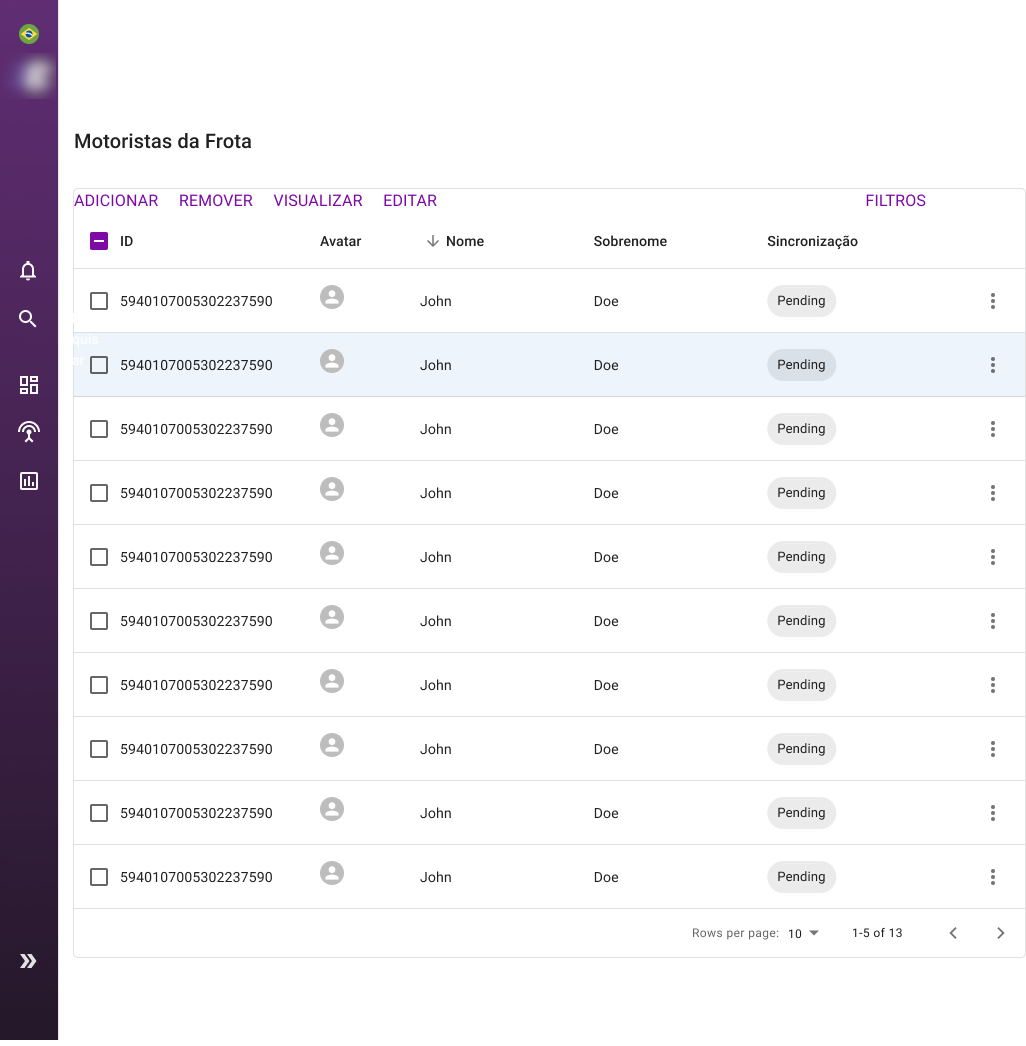 Motoristas da Frota
ADICIONAR REMOVER VISUALIZAR EDITAR FILTROS
ID Avatar Nome Sobrenome Sincronização
5940107005302237590 John Doe Pending
5940107005302237590 John Doe Pending
5940107005302237590 John Doe Pending
5940107005302237590 John Doe Pending
5940107005302237590 John Doe Pending
5940107005302237590 John Doe Pending
5940107005302237590 John Doe Pending
5940107005302237590 John Doe Pending
5940107005302237590 John Doe Pending
5940107005302237590 John Doe Pending
Rows per page: 10 1-5 of 13